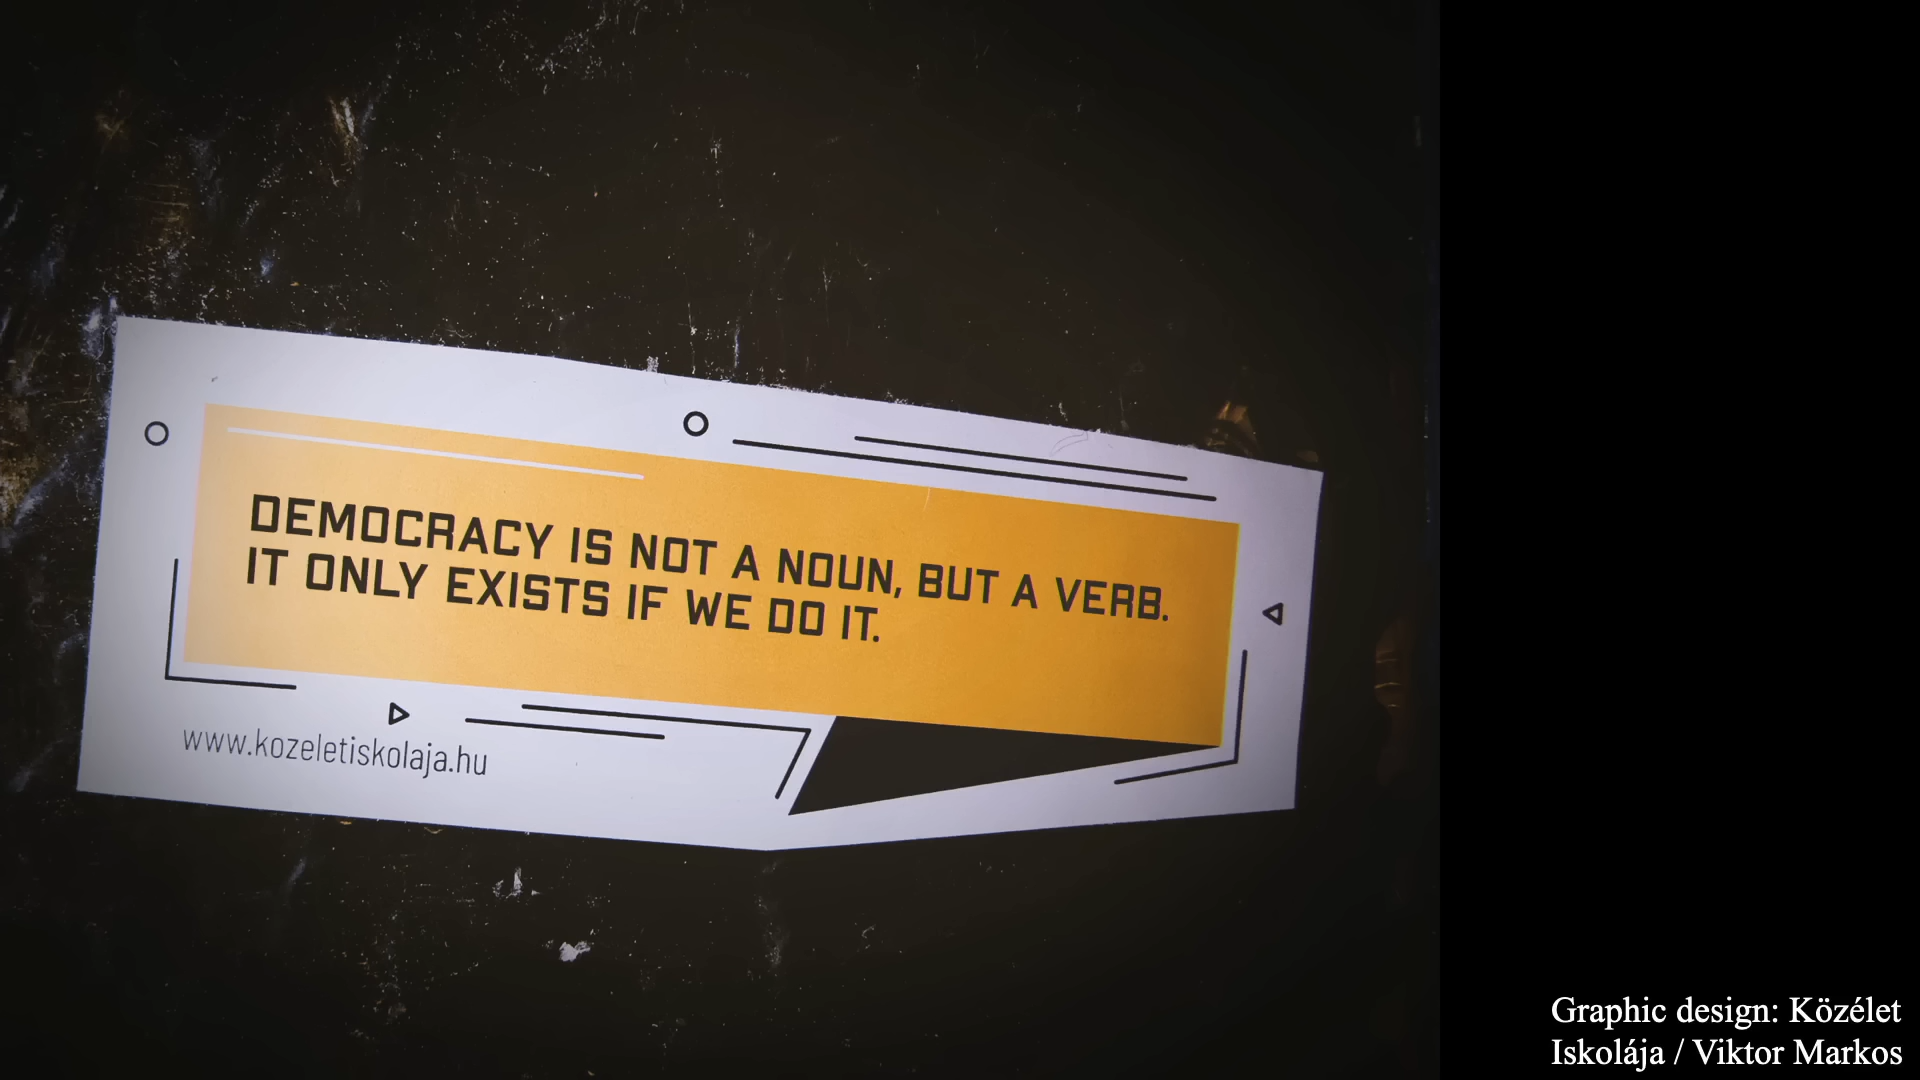 DEMOCRACY IS NOT A NOUN, BUT A VERB.
IT ONLY EXISTS IF WE DO IT.
www.kozeletiskolaja.hu
Graphic design: Közélet
Iskolája / Viktor Markos